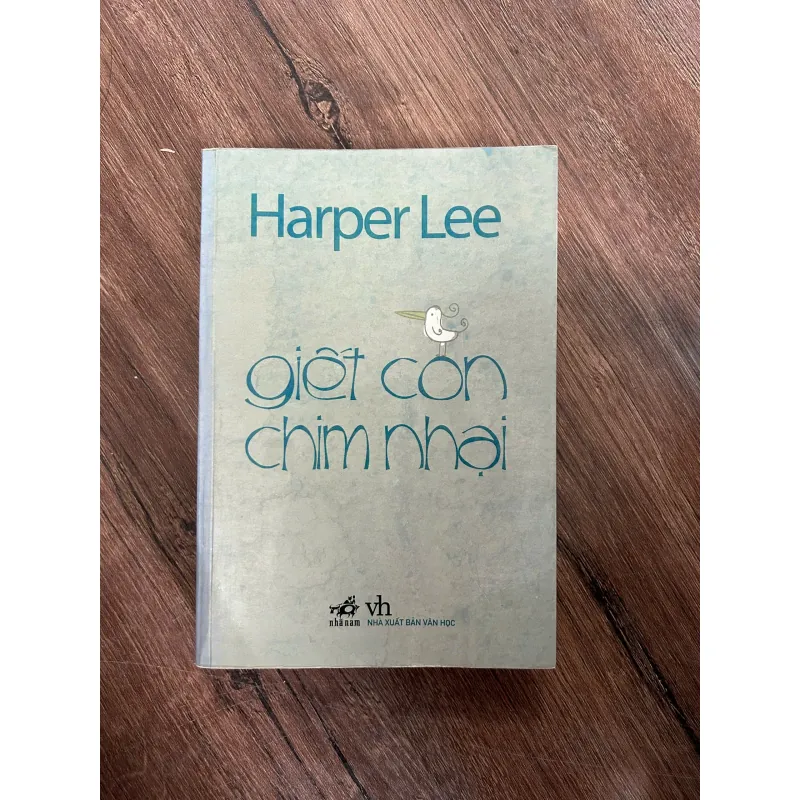 Harper Lee
giết con
chim nhại
nhã nam
vh
NHÀ XUẤT BẢN VĂN HỌC